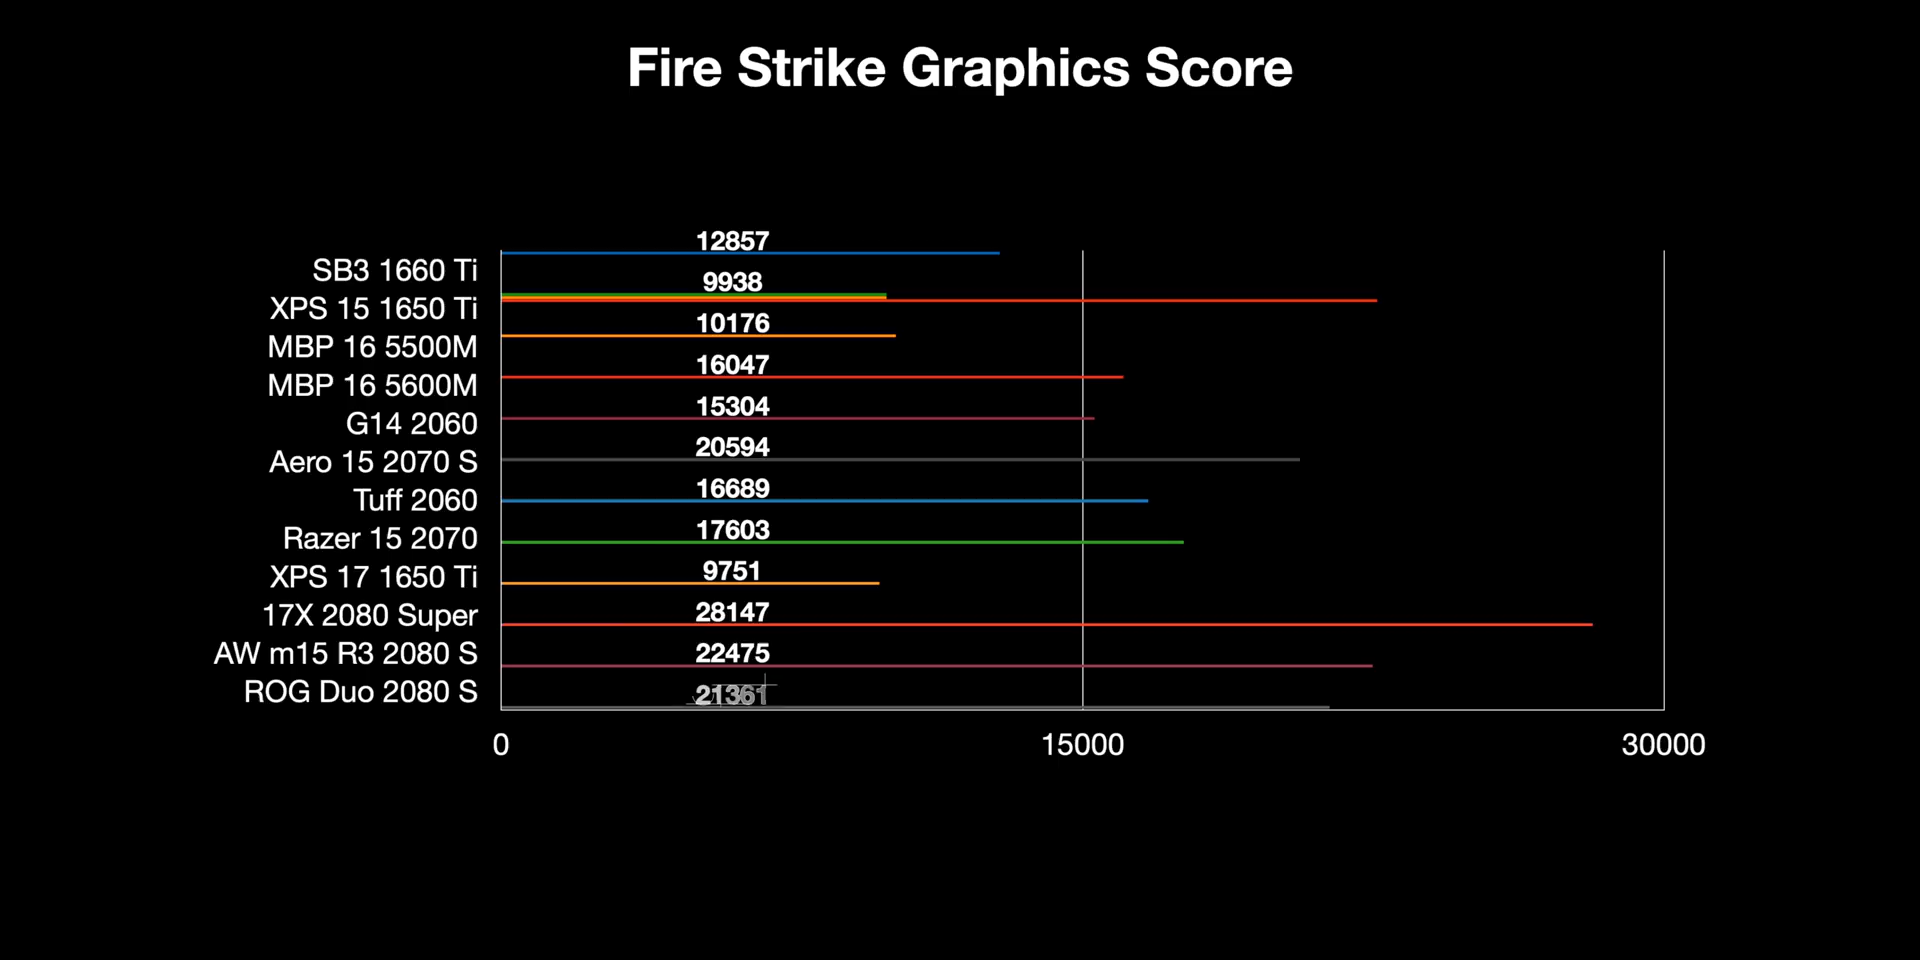 Fire Strike Graphics Score
12857
SB3 1660 Ti
9938
XPS 15 1650 Ti
10176
MBP 16 5500M
16047
MBP 16 5600M
15304
G14 2060
20594
Aero 15 2070 S
16689
Tuff 2060
17603
Razer 15 2070
9751
XPS 17 1650 Ti
28147
17X 2080 Super
22475
AW m15 R3 2080 S
21361
ROG Duo 2080 S
0 15000 30000